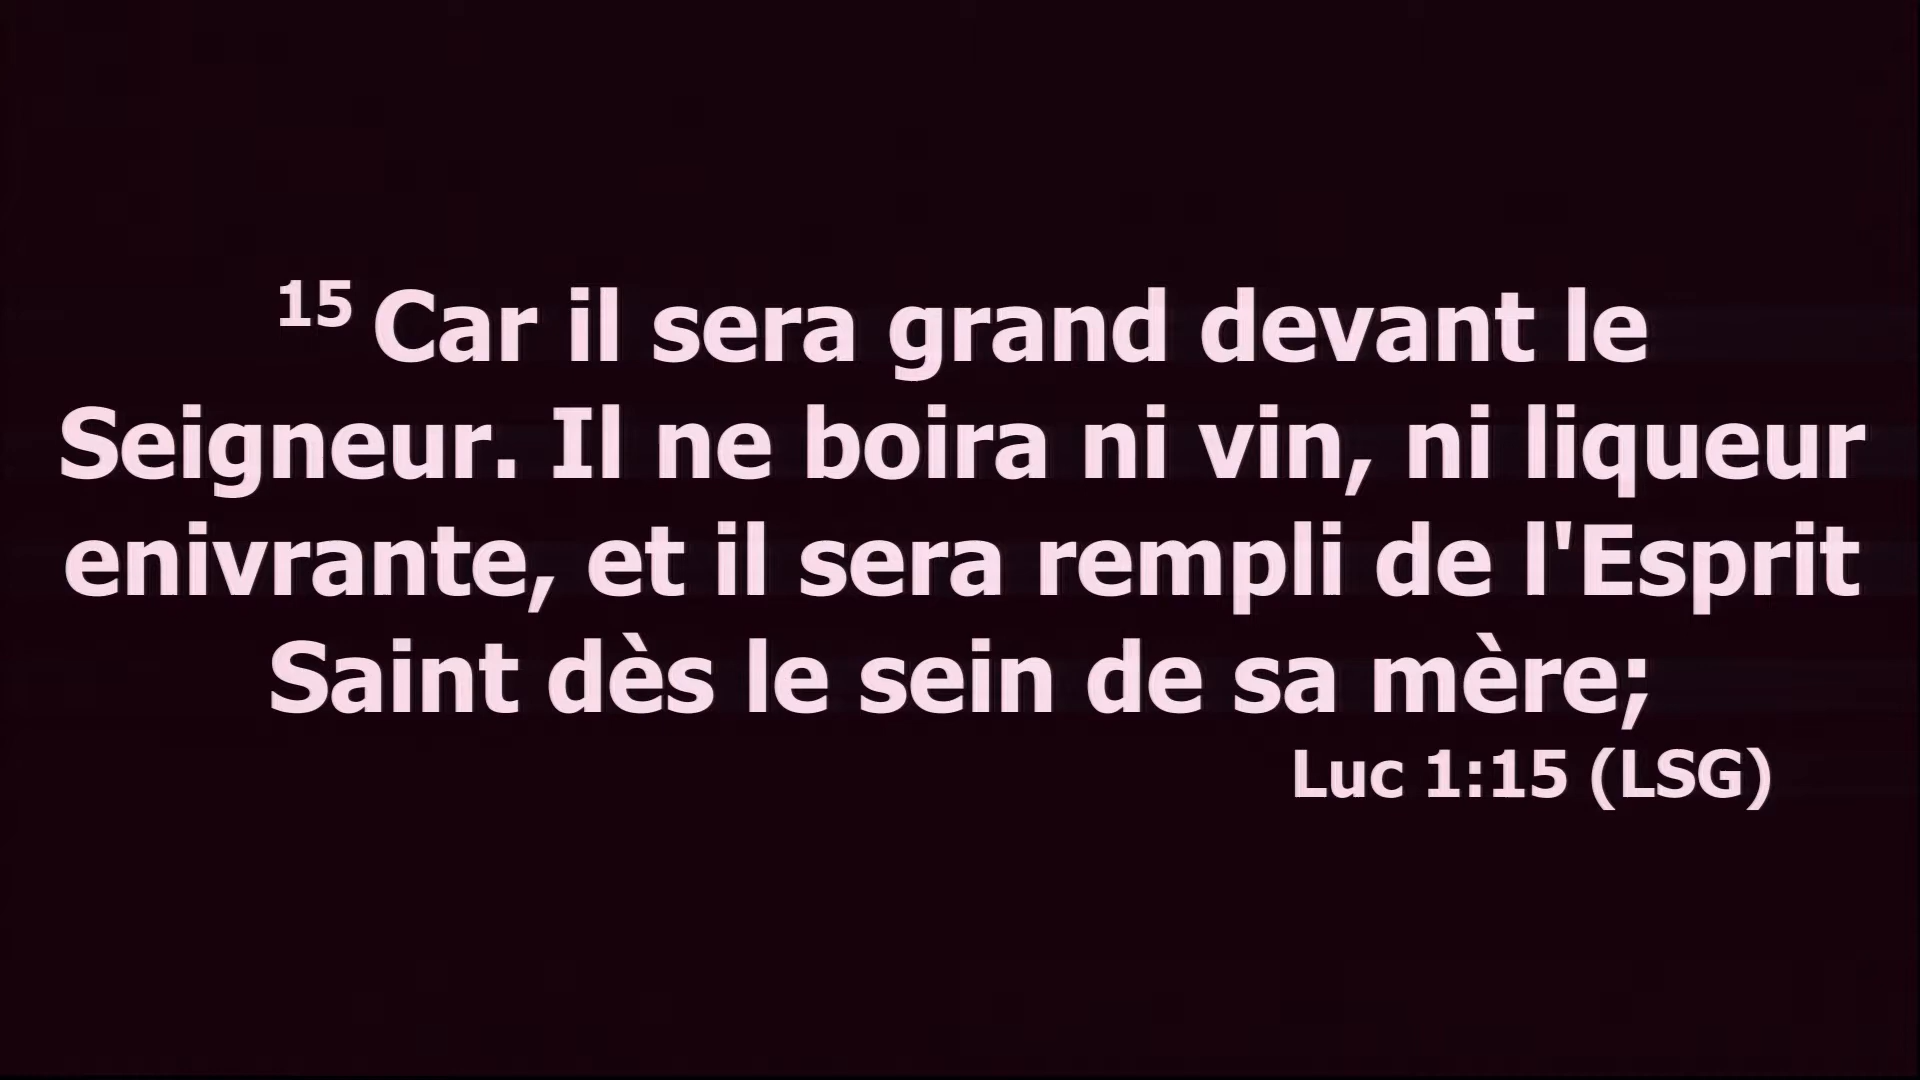 15 Car il sera grand devant le
Seigneur. Il ne boira ni vin, ni liqueur
enivrante, et il sera rempli de l'Esprit
Saint dès le sein de sa mère;
Luc 1:15 (LSG)